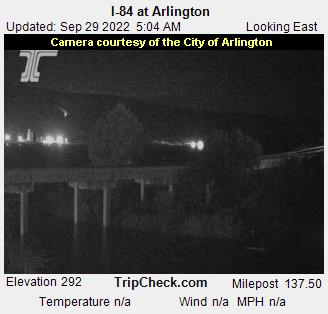 I-84 at Arlington
Updated: Sep 29 2022 5:04 AM Looking East
Camera courtesy of the City of Arlington
Elevation 292 TripCheck.com Milepost 137.50
Temperature n/a Wind n/a MPH n/a